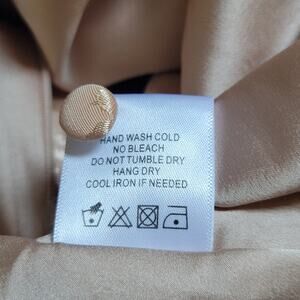 HAND WASH COLD
NO BLEACH
DO NOT TUMBLE DRY
HANG DRY
COOL IRON IF NEEDED